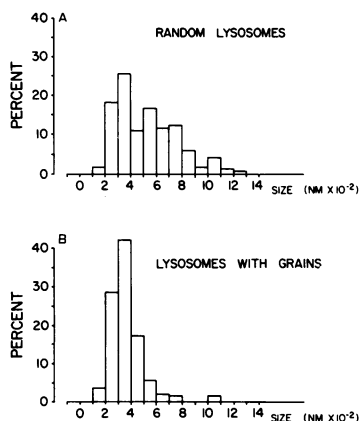 A
RANDOM LYSOSOMES
PERCENT
40
30
20
10
0 2 4 6 8 10 12 14 SIZE (NM X 10-2)
B
LYSOSOMES WITH GRAINS
PERCENT
40
30
20
10
0 2 4 6 8 10 12 14 SIZE (NM X 10-2)